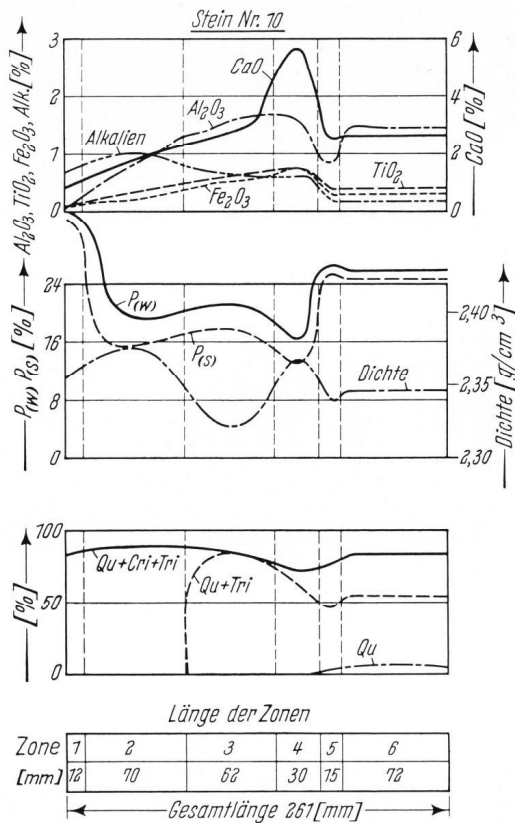 Stein Nr. 10
Al₂O₃, TiO₂, Fe₂O₃, Alk. [%]
3
2
1
0
CaO
Al₂O₃
Alkalien
Fe₂O₃
TiO₂
6
4
2
0
CaO [%]
P(W) P(S) [%]
24
16
8
0
P(W)
P(S)
Dichte
2,40
2,35
2,30
Dichte [g/cm³]
[%]
100
50
0
Qu+Cri+Tri
Qu+Tri
Qu
Länge der Zonen
Zone 1 2 3 4 5 6
[mm] 12 70 62 30 15 72
Gesamtlänge 261 [mm]